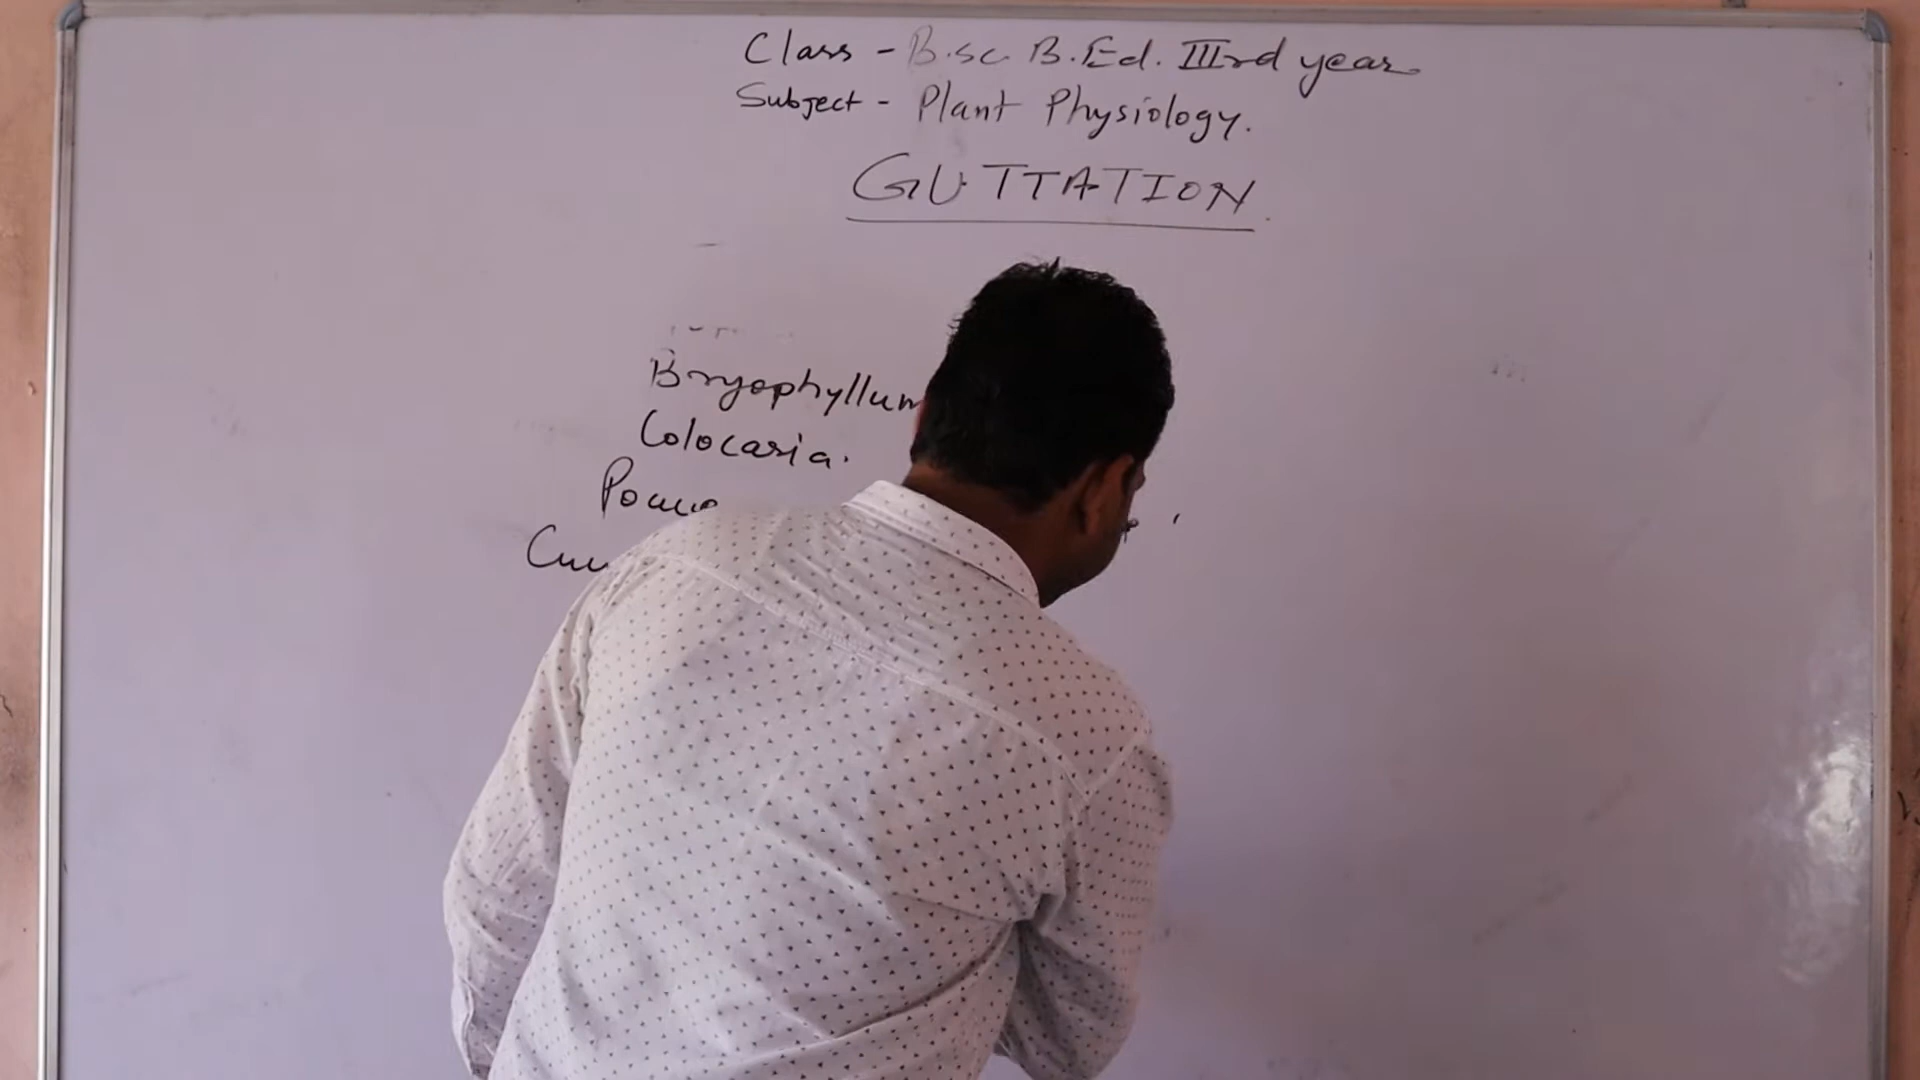 Class - B.Sc. B.Ed. IIIrd year
Subject - Plant Physiology.
GUTTATION.
Bryophyllum
Colocasia.